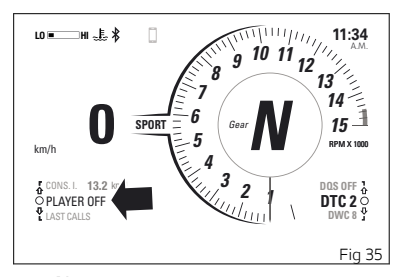 LO HI
11:34
A.M.
1
2
3
4
5
6
7
8
9
10
11
12
13
14
15
RPM X 1000
0
km/h
SPORT
Gear N
CONS. I. 13.2
PLAYER OFF
LAST CALLS
DQS OFF
DTC 2
DWC 8
Fig 35